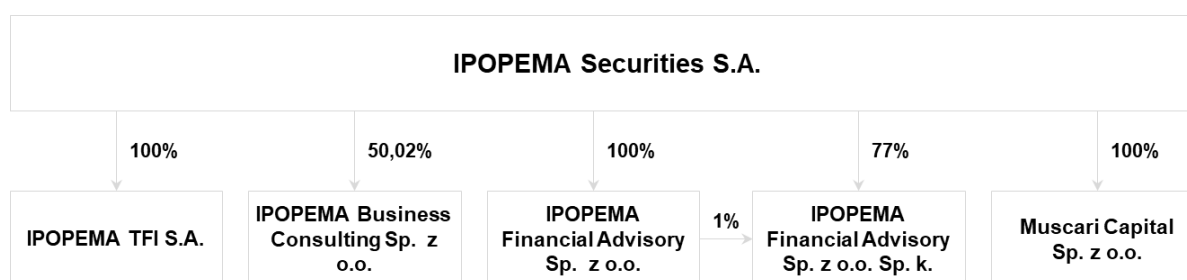 IPOPEMA Securities S.A.
100%
50,02%
100%
77%
100%
IPOPEMA TFI S.A.
IPOPEMA Business
Consulting Sp. z
o.o.
IPOPEMA
Financial Advisory
Sp. z o.o.
1%
IPOPEMA
Financial Advisory
Sp. z o.o. Sp. k.
Muscari Capital
Sp. z o.o.